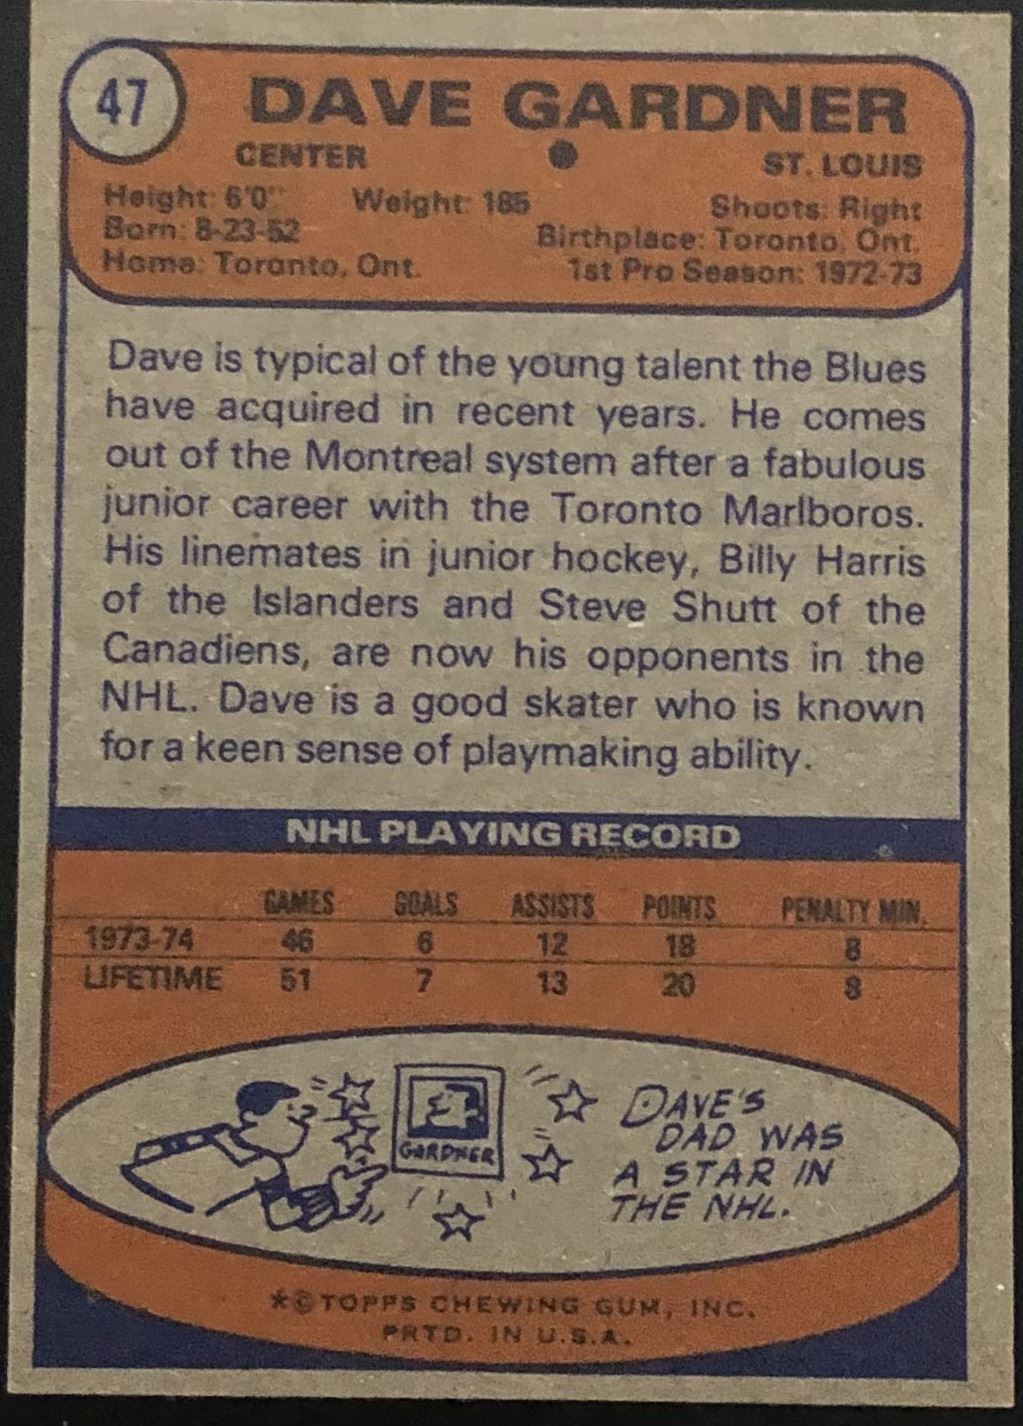 47
DAVE GARDNER
CENTER ● ST. LOUIS
Height: 6'0" Weight: 185 Shoots: Right
Born: 8-23-52 Birthplace: Toronto, Ont.
Home: Toronto, Ont. 1st Pro Season: 1972-73
Dave is typical of the young talent the Blues
have acquired in recent years. He comes
out of the Montreal system after a fabulous
junior career with the Toronto Marlboros.
His linemates in junior hockey, Billy Harris
of the Islanders and Steve Shutt of the
Canadiens, are now his opponents in the
NHL. Dave is a good skater who is known
for a keen sense of playmaking ability.
NHL PLAYING RECORD
GAMES GOALS ASSISTS POINTS PENALTY MIN.
1973-74 46 6 12 18 8
LIFETIME 51 7 13 20 8
GARDNER
DAVE'S
DAD WAS
A STAR IN
THE NHL.
*© TOPPS CHEWING GUM, INC.
PRTD. IN U.S.A.